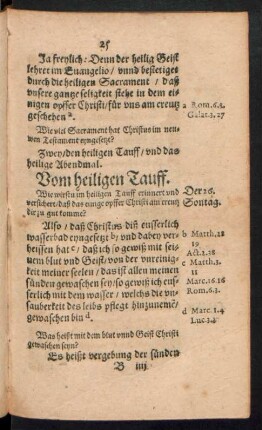 25
Ja freylich: Denn der heilig Geist
lehret im Euangelio / vnnd bestetiget
durch die heiligen Sacrament / daß
vnsere gantze seligkeit stehe in dem ei-
nigen opffer Christi / für vns am creutz
geschehen a.
a Rom. 6.3.
Galat. 3.27
Wie viel Sacrament hat Christus im new-
wen Testament eyngesetzt?
Zwey / den heiligen Tauff / vnd das
heilige Abendmal.
Vom heiligen Tauff.
Wie wirstu im heiligen Tauff erinnert vnd
versichert / daß das einige opffer Christi am creutz
dir zu gut komme?
Der 26.
Sontag.
Also / daß Christus diß eusserlich
wasserbad eyngesetzt b / vnd dabey ver-
heissen hat c / daß ich so gewiß mit sei-
nem blut vnd Geist / von der vnreinig-
keit meiner seelen / das ist allen meinen
sünden gewaschen sey / so gewiß ich euß-
serlich mit dem wasser / welchs die vn-
sauberkeit des leibs pflegt hinzunemē /
gewaschen bin d.
b Matth. 28
19
Act. 2.38
c Matth. 3.
11
Marc. 16.16
Rom. 6.3.
d Marc. 1.4
Luc. 3.4
Was heißt mit dem blut vnnd Geist Christi
gewaschen seyn?
Es heißt vergebung der sünden
B iiij